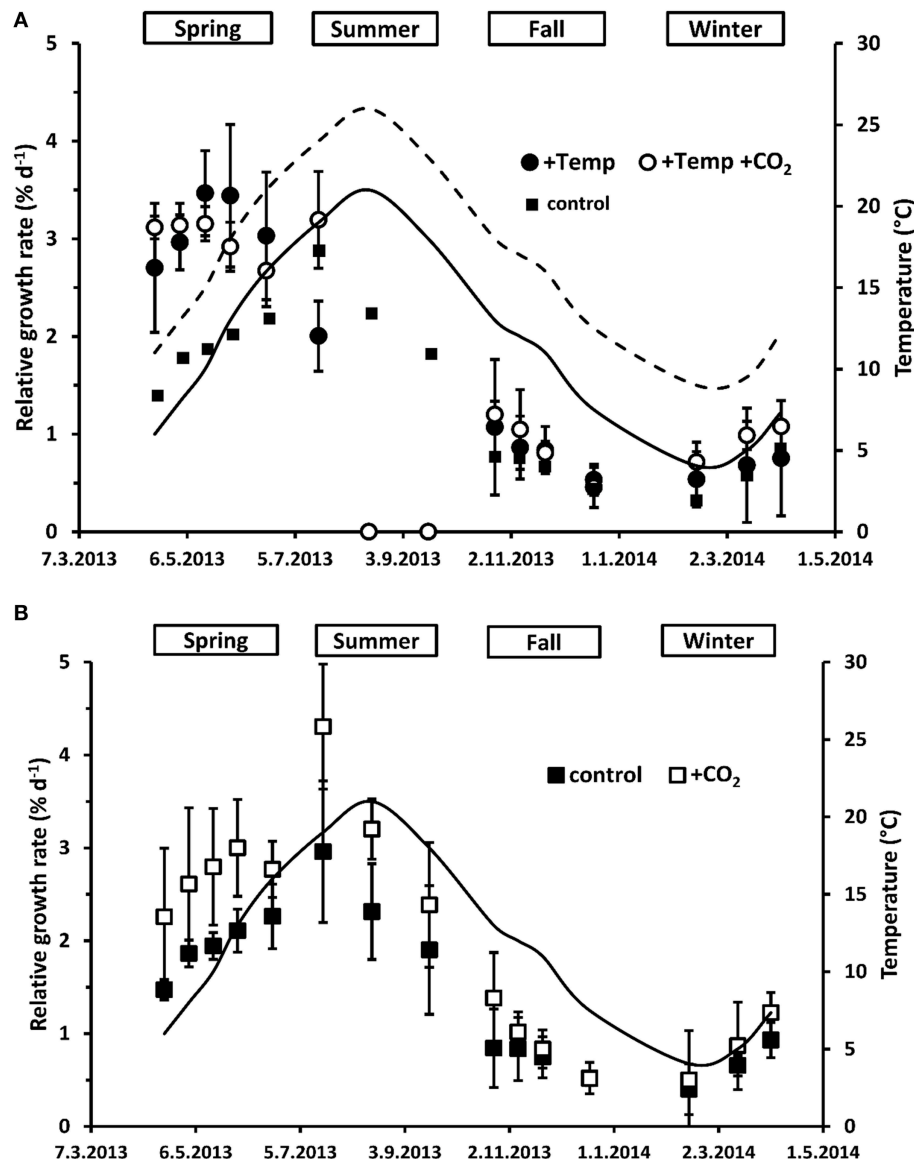 A
Spring Summer Fall Winter
5 30
4 25
3 20
2 15
1 10
0 5
0
Relative growth rate (% d-1)
Temperature (°C)
+Temp +Temp +CO2
control
7.3.2013 6.5.2013 5.7.2013 3.9.2013 2.11.2013 1.1.2014 2.3.2014 1.5.2014
B
Spring Summer Fall Winter
5 30
4 25
3 20
2 15
1 10
0 5
0
Relative growth rate (% d-1)
Temperature (°C)
control +CO2
7.3.2013 6.5.2013 5.7.2013 3.9.2013 2.11.2013 1.1.2014 2.3.2014 1.5.2014